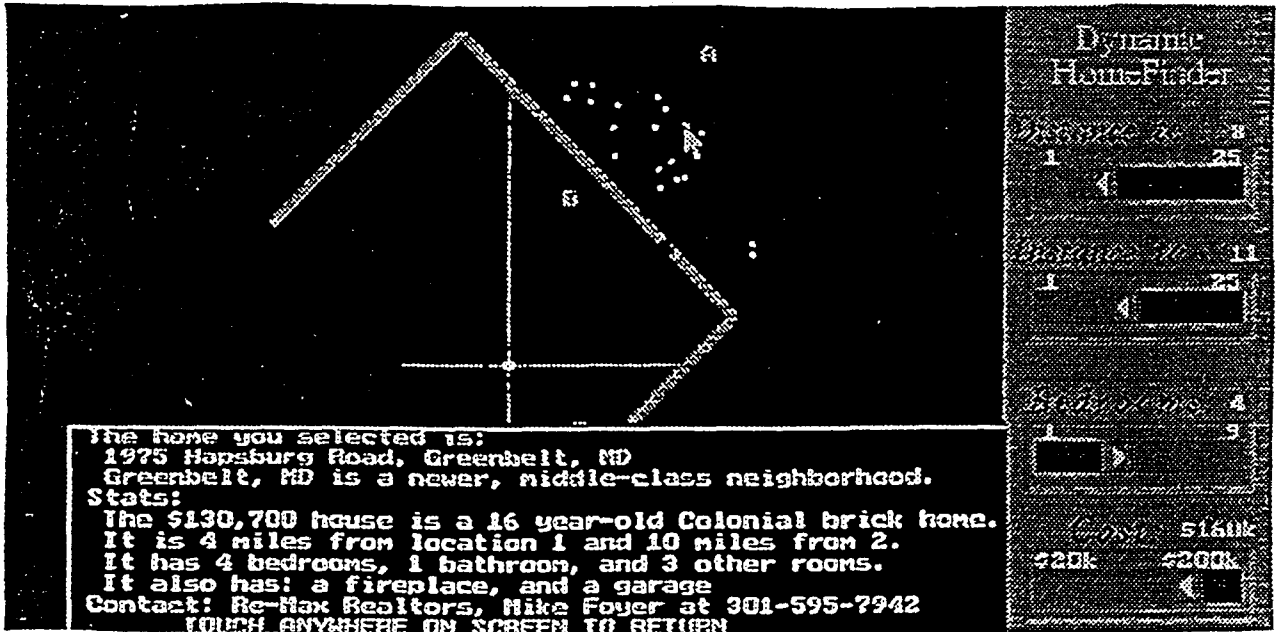 A
B
Dynamic
HomeFinder
8
1 25
11
1 25
4
1 9
$160k
$20k $200k
The home you selected is:
1975 Hapsburg Road, Greenbelt, MD
Greenbelt, MD is a newer, middle-class neighborhood.
Stats:
The $130,700 house is a 16 year-old Colonial brick home.
It is 4 miles from location 1 and 10 miles from 2.
It has 4 bedrooms, 1 bathroom, and 3 other rooms.
It also has: a fireplace, and a garage
Contact: Re-Max Realtors, Mike Foyer at 301-595-7942
TOUCH ANYWHERE ON SCREEN TO RETURN